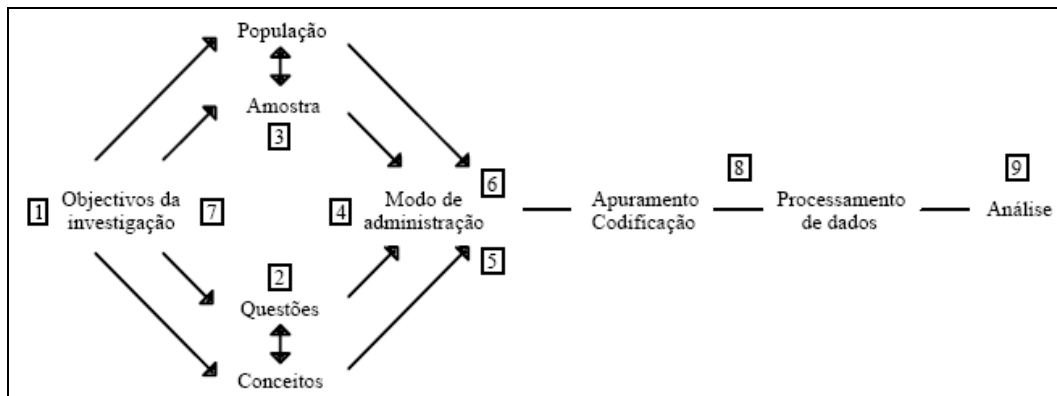 População
Amostra
3
1
Objectivos da
investigação
7
4
Modo de
administração
6
5
Apuramento
Codificação
8
Processamento
de dados
9
Análise
2
Questões
Conceitos